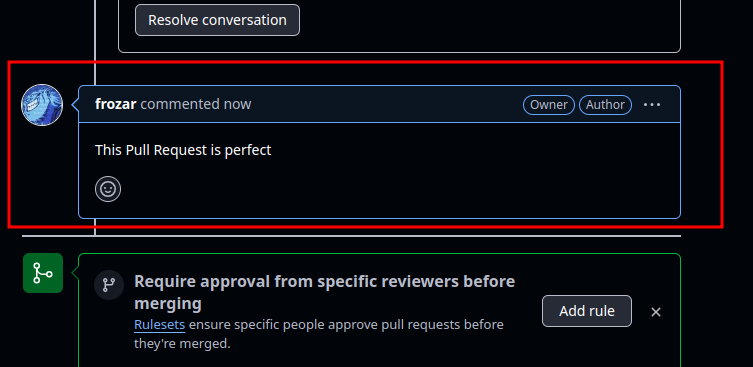 Resolve conversation
frozar commented now
Owner
Author
This Pull Request is perfect
Require approval from specific reviewers before
merging
Rulesets ensure specific people approve pull requests before
they're merged.
Add rule